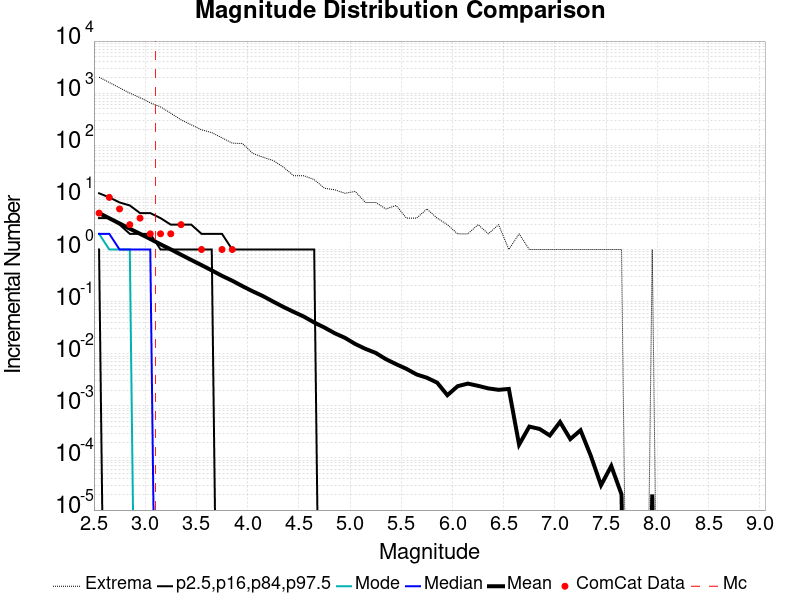 Magnitude Distribution Comparison
10^4
10^3
10^2
10^1
10^0
10^-1
10^-2
10^-3
10^-4
10^-5
Incremental Number
2.5 3.0 3.5 4.0 4.5 5.0 5.5 6.0 6.5 7.0 7.5 8.0 8.5 9.0
Magnitude
Extrema p2.5,p16,p84,p97.5 Mode Median Mean ComCat Data Mc